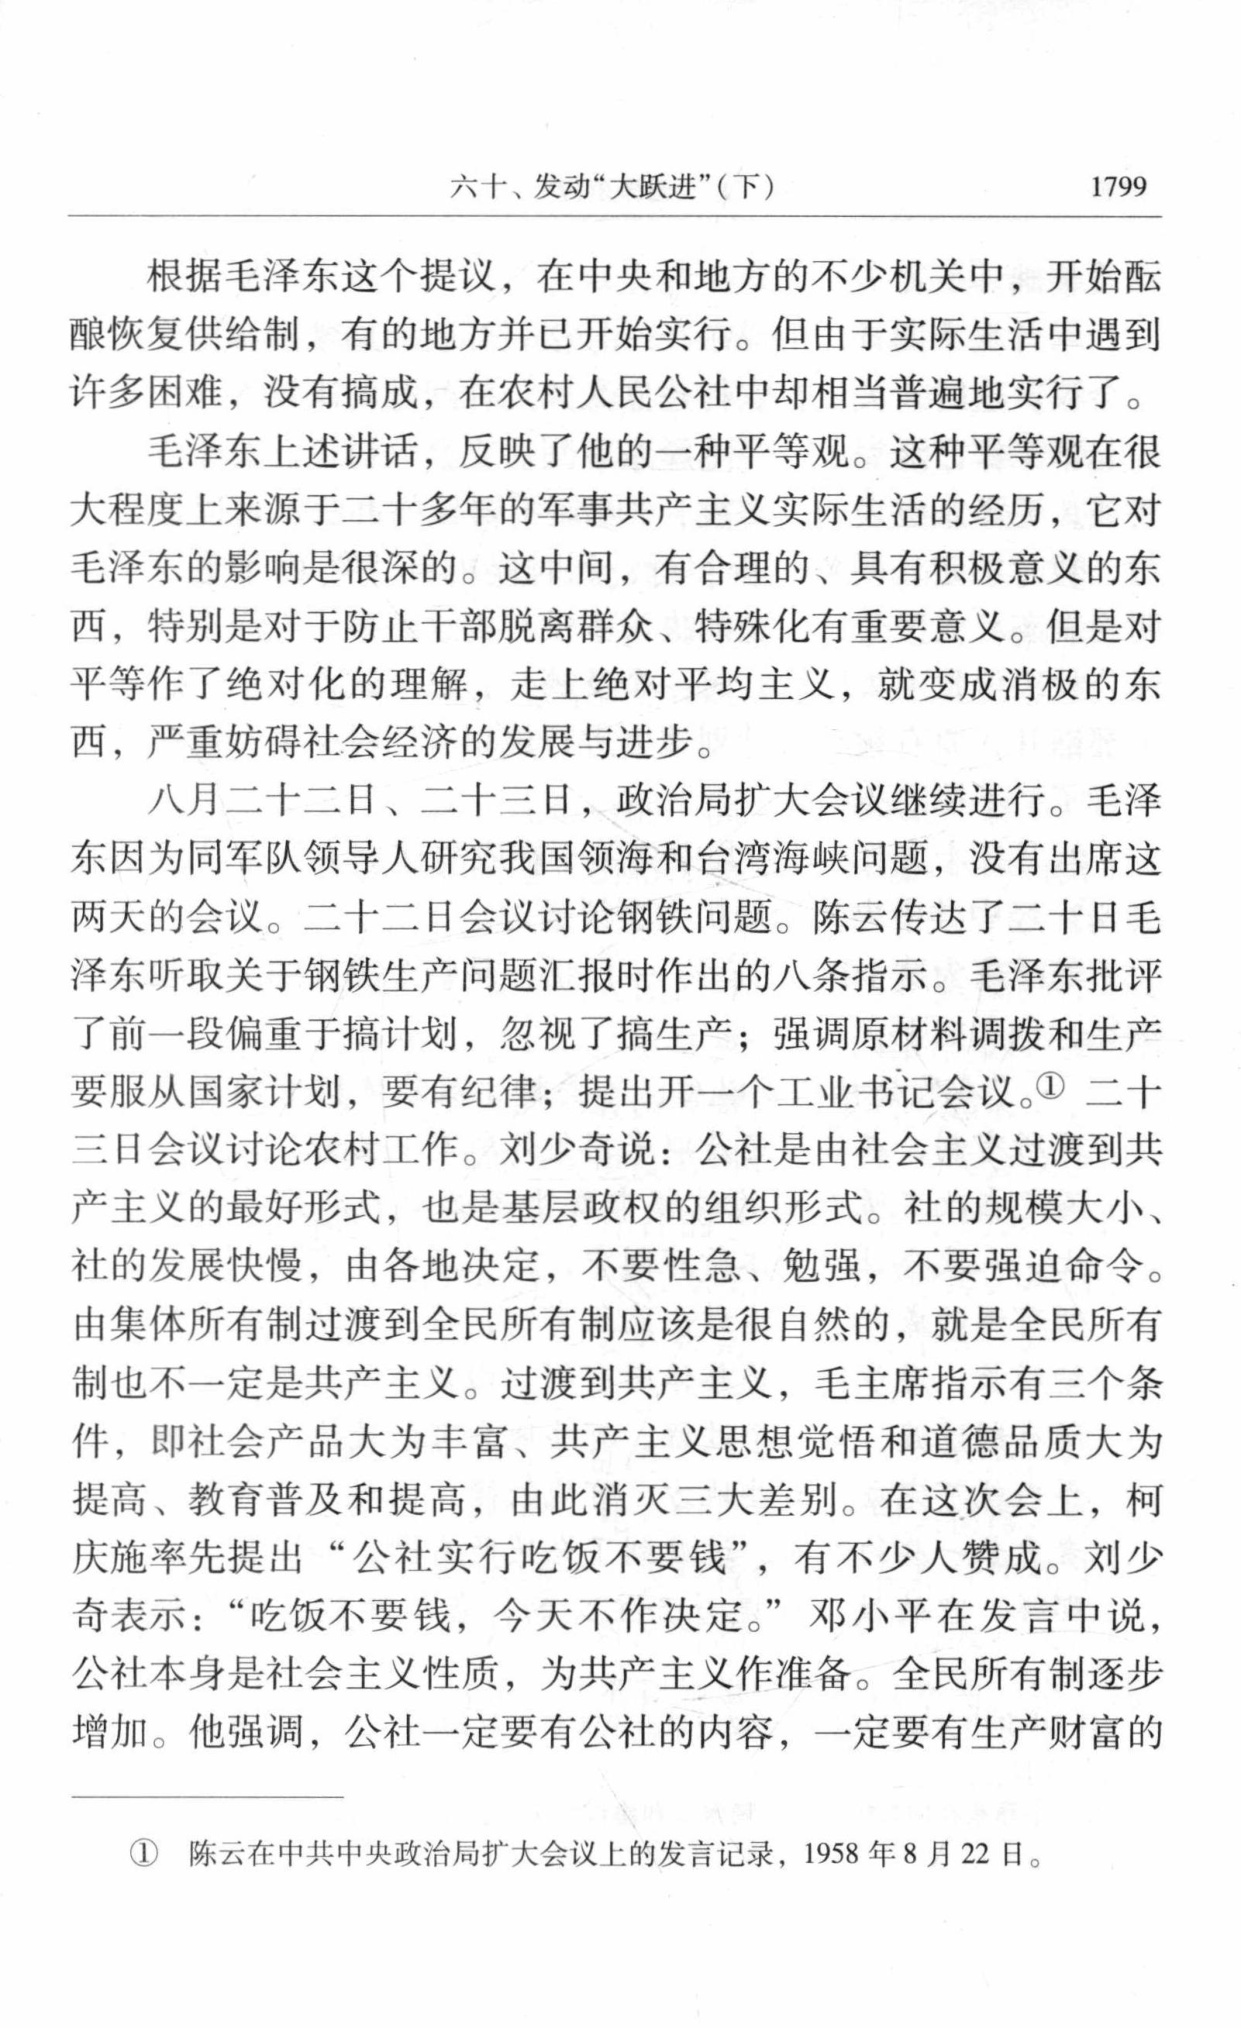 六十、发动“大跃进”（下） 1799
根据毛泽东这个提议，在中央和地方的不少机关中，开始酝
酿恢复供给制，有的地方并已开始实行。但由于实际生活中遇到
许多困难，没有搞成，在农村人民公社中却相当普遍地实行了。
毛泽东上述讲话，反映了他的一种平等观。这种平等观在很
大程度上来源于二十多年的军事共产主义实际生活的经历，它对
毛泽东的影响是很深的。这中间，有合理的、具有积极意义的东
西，特别是对于防止干部脱离群众、特殊化有重要意义。但是对
平等作了绝对化的理解，走上绝对平均主义，就变成消极的东
西，严重妨碍社会经济的发展与进步。
八月二十二日、二十三日，政治局扩大会议继续进行。毛泽
东因为同军队领导人研究我国领海和台湾海峡问题，没有出席这
两天的会议。二十二日会议讨论钢铁问题。陈云传达了二十日毛
泽东听取关于钢铁生产问题汇报时作出的八条指示。毛泽东批评
了前一段偏重于搞计划，忽视了搞生产；强调原材料调拨和生产
要服从国家计划，要有纪律；提出开一个工业书记会议。① 二十
三日会议讨论农村工作。刘少奇说：公社是由社会主义过渡到共
产主义的最好形式，也是基层政权的组织形式。社的规模大小、
社的发展快慢，由各地决定，不要性急、勉强，不要强迫命令。
由集体所有制过渡到全民所有制应该是很自然的，就是全民所有
制也不一定是共产主义。过渡到共产主义，毛主席指示有三个条
件，即社会产品大为丰富、共产主义思想觉悟和道德品质大为
提高、教育普及和提高，由此消灭三大差别。在这次会上，柯
庆施率先提出“公社实行吃饭不要钱”，有不少人赞成。刘少
奇表示：“吃饭不要钱，今天不作决定。”邓小平在发言中说，
公社本身是社会主义性质，为共产主义作准备。全民所有制逐步
增加。他强调，公社一定要有公社的内容，一定要有生产财富的
① 陈云在中共中央政治局扩大会议上的发言记录，1958年8月22日。